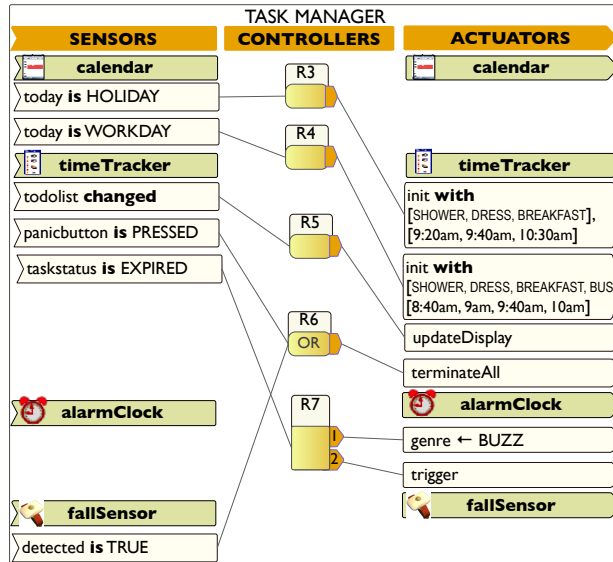 TASK MANAGER
SENSORS
CONTROLLERS
ACTUATORS
calendar
today is HOLIDAY
today is WORKDAY
timeTracker
todolist changed
panicbutton is PRESSED
taskstatus is EXPIRED
alarmClock
fallSensor
detected is TRUE
R3
R4
R5
R6
OR
R7
1
2
calendar
timeTracker
init with
[SHOWER, DRESS, BREAKFAST],
[9:20am, 9:40am, 10:30am]
init with
[SHOWER, DRESS, BREAKFAST, BUS
[8:40am, 9am, 9:40am, 10am]
updateDisplay
terminateAll
alarmClock
genre ← BUZZ
trigger
fallSensor